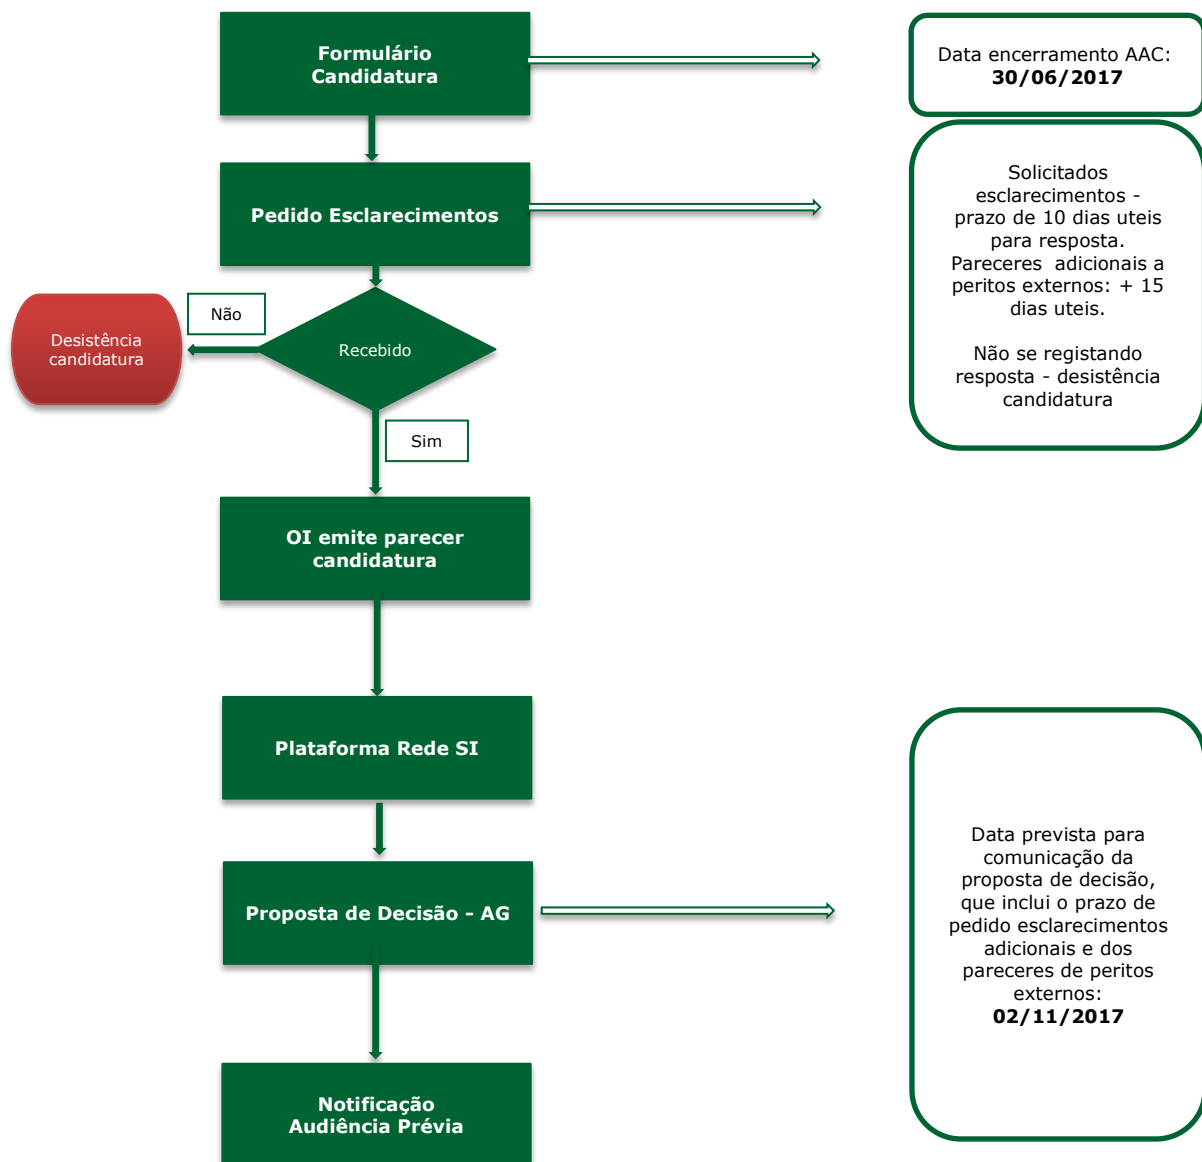 Formulário
Candidatura
Data encerramento AAC:
30/06/2017
Pedido Esclarecimentos
Solicitados
esclarecimentos -
prazo de 10 dias uteis
para resposta.
Pareceres  adicionais a
peritos externos: + 15
dias uteis.
Não se registando
resposta - desistência
candidatura
Não
Desistência
candidatura
Recebido
Sim
OI emite parecer
candidatura
Plataforma Rede SI
Proposta de Decisão - AG
Data prevista para
comunicação da
proposta de decisão,
que inclui o prazo de
pedido esclarecimentos
adicionais e dos
pareceres de peritos
externos:
02/11/2017
Notificação
Audiência Prévia